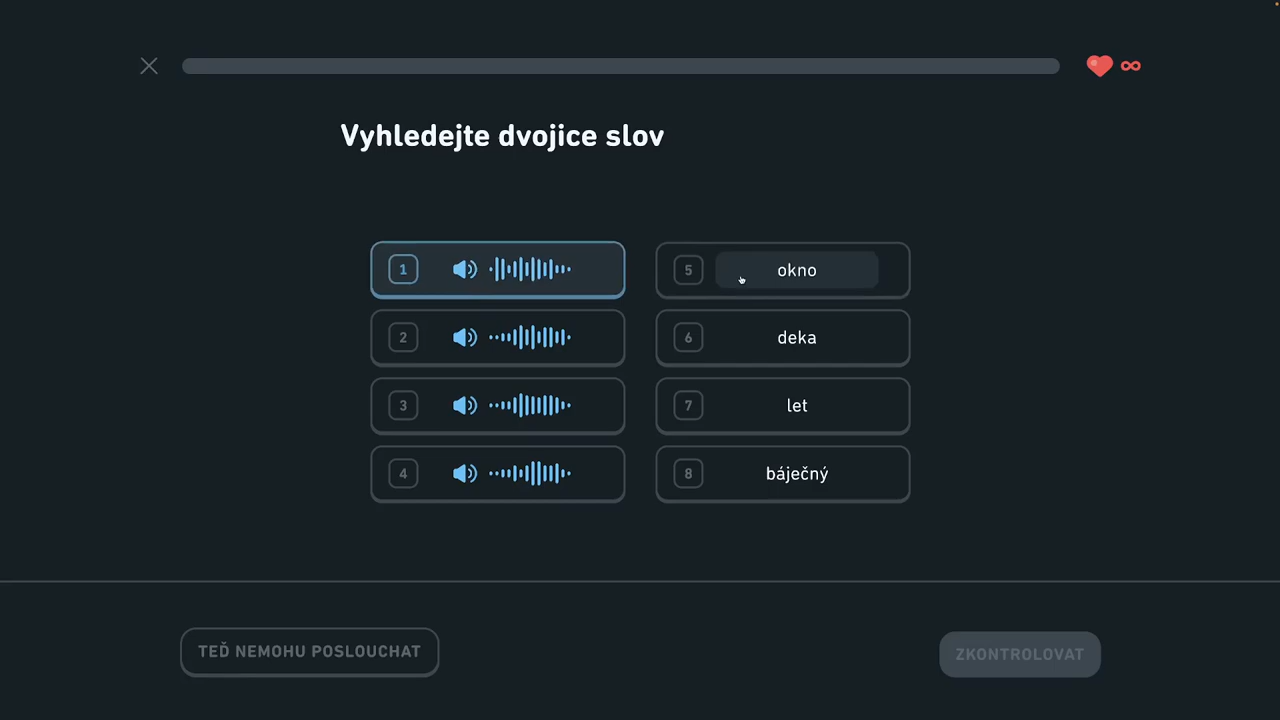 Vyhledejte dvojice slov
1
5 okno
2
6 deka
3
7 let
4
8 báječný
TEĎ NEMOHU POSLOUCHAT
ZKONTROLOVAT